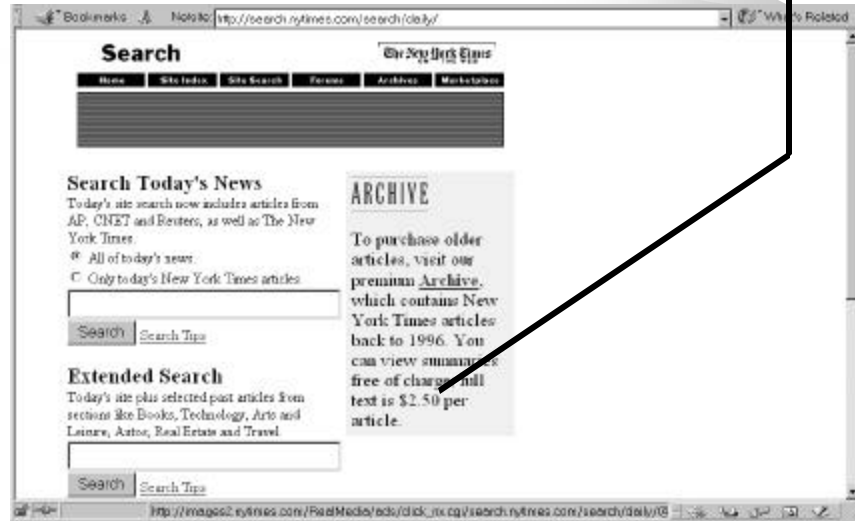 Bookmarks Netsite: http://search.nytimes.com/search/daily/ What's Related
Search The New York Times
Home Site Index Site Search Forums Archives Marketplace
Search Today's News
Today's site search now includes articles from
AP, CNET and Reuters, as well as The New
York Times.
All of today's news
Only today's New York Times articles
Search Search Tips
Extended Search
Today's site plus selected past articles from
sections like Books, Technology, Arts and
Leisure, Autos, Real Estate and Travel.
Search Search Tips
ARCHIVE
To purchase older
articles, visit our
premium Archive,
which contains New
York Times articles
back to 1996. You
can view summaries
free of charge, full
text is $2.50 per
article.
http://images2.nytimes.com/RealMedia/ads/click_nx.cgi/search.nytimes.com/search/daily/@